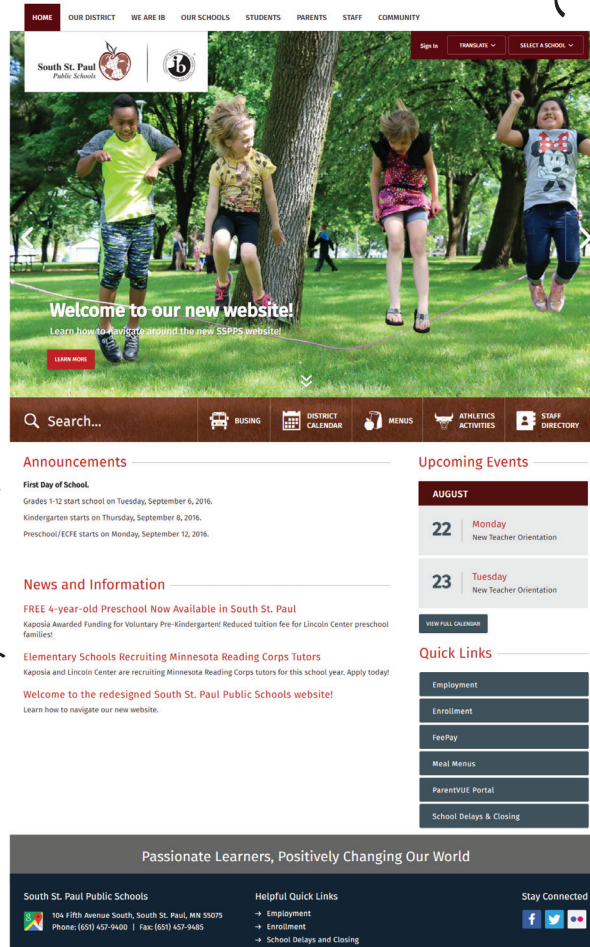 HOME OUR DISTRICT WE ARE IB OUR SCHOOLS STUDENTS PARENTS STAFF COMMUNITY
South St. Paul
Public Schools
ib
Sign In TRANSLATE SELECT A SCHOOL
Welcome to our new website!
Learn how to navigate around the new SSPPS website!
LEARN MORE
Search...
BUSING
DISTRICT
CALENDAR
MENUS
ATHLETICS
ACTIVITIES
STAFF
DIRECTORY
Announcements
First Day of School.
Grades 1-12 start school on Tuesday, September 6, 2016.
Kindergarten starts on Thursday, September 8, 2016.
Preschool/ECFE starts on Monday, September 12, 2016.
News and Information
FREE 4-year-old Preschool Now Available in South St. Paul
Kaposia Awarded Funding for Voluntary Pre-Kindergarten! Reduced tuition fee for Lincoln Center preschool
families!
Elementary Schools Recruiting Minnesota Reading Corps Tutors
Kaposia and Lincoln Center are recruiting Minnesota Reading Corps tutors for this school year. Apply today!
Welcome to the redesigned South St. Paul Public Schools website!
Learn how to navigate our new website.
Upcoming Events
AUGUST
22 Monday
New Teacher Orientation
23 Tuesday
New Teacher Orientation
VIEW FULL CALENDAR
Quick Links
Employment
Enrollment
FeePay
Meal Menus
ParentVUE Portal
School Delays & Closing
Passionate Learners, Positively Changing Our World
South St. Paul Public Schools
104 Fifth Avenue South, South St. Paul, MN 55075
Phone: (651) 457-9400 | Fax: (651) 457-9485
Helpful Quick Links
→ Employment
→ Enrollment
→ School Delays and Closing
Stay Connected